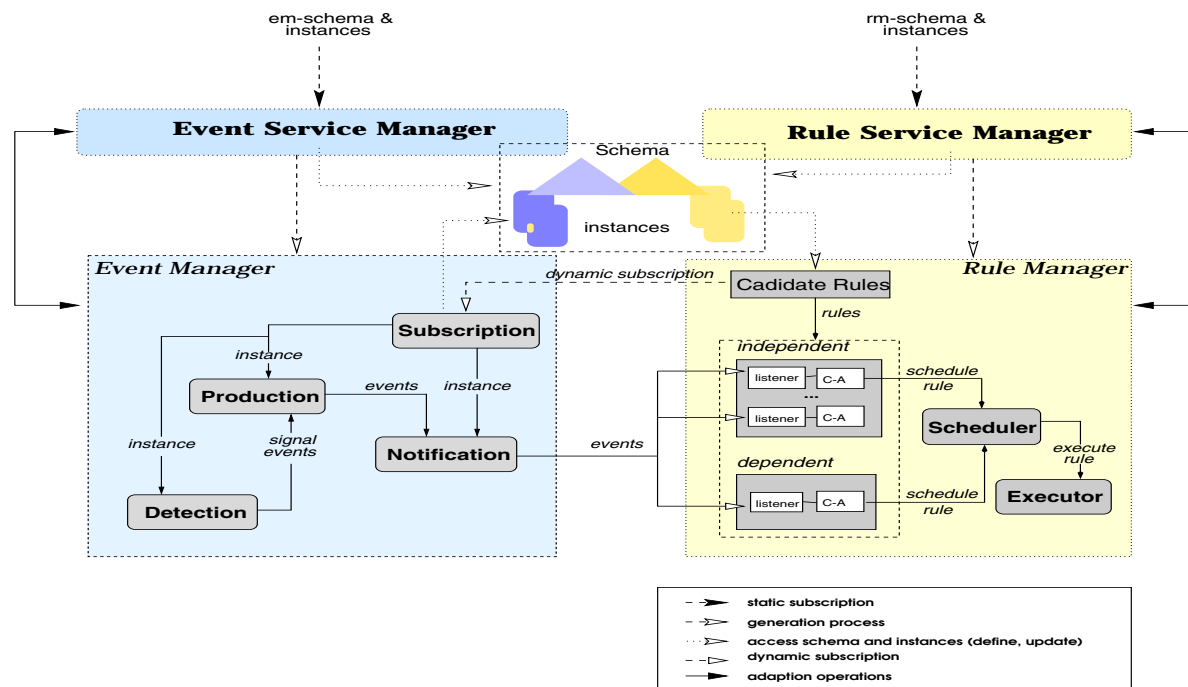 em-schema &
instances
rm-schema &
instances
Event Service Manager
Rule Service Manager
Schema
instances
Event Manager
Rule Manager
dynamic subscription
Cadidate Rules
rules
Subscription
instance
Production
events
instance
instance
signal
events
Notification
Detection
events
independent
listener
C-A
...
listener
C-A
schedule
rule
Scheduler
execute
rule
Executor
dependent
listener
C-A
schedule
rule
static subscription
generation process
access schema and instances (define, update)
dynamic subscription
adaption operations